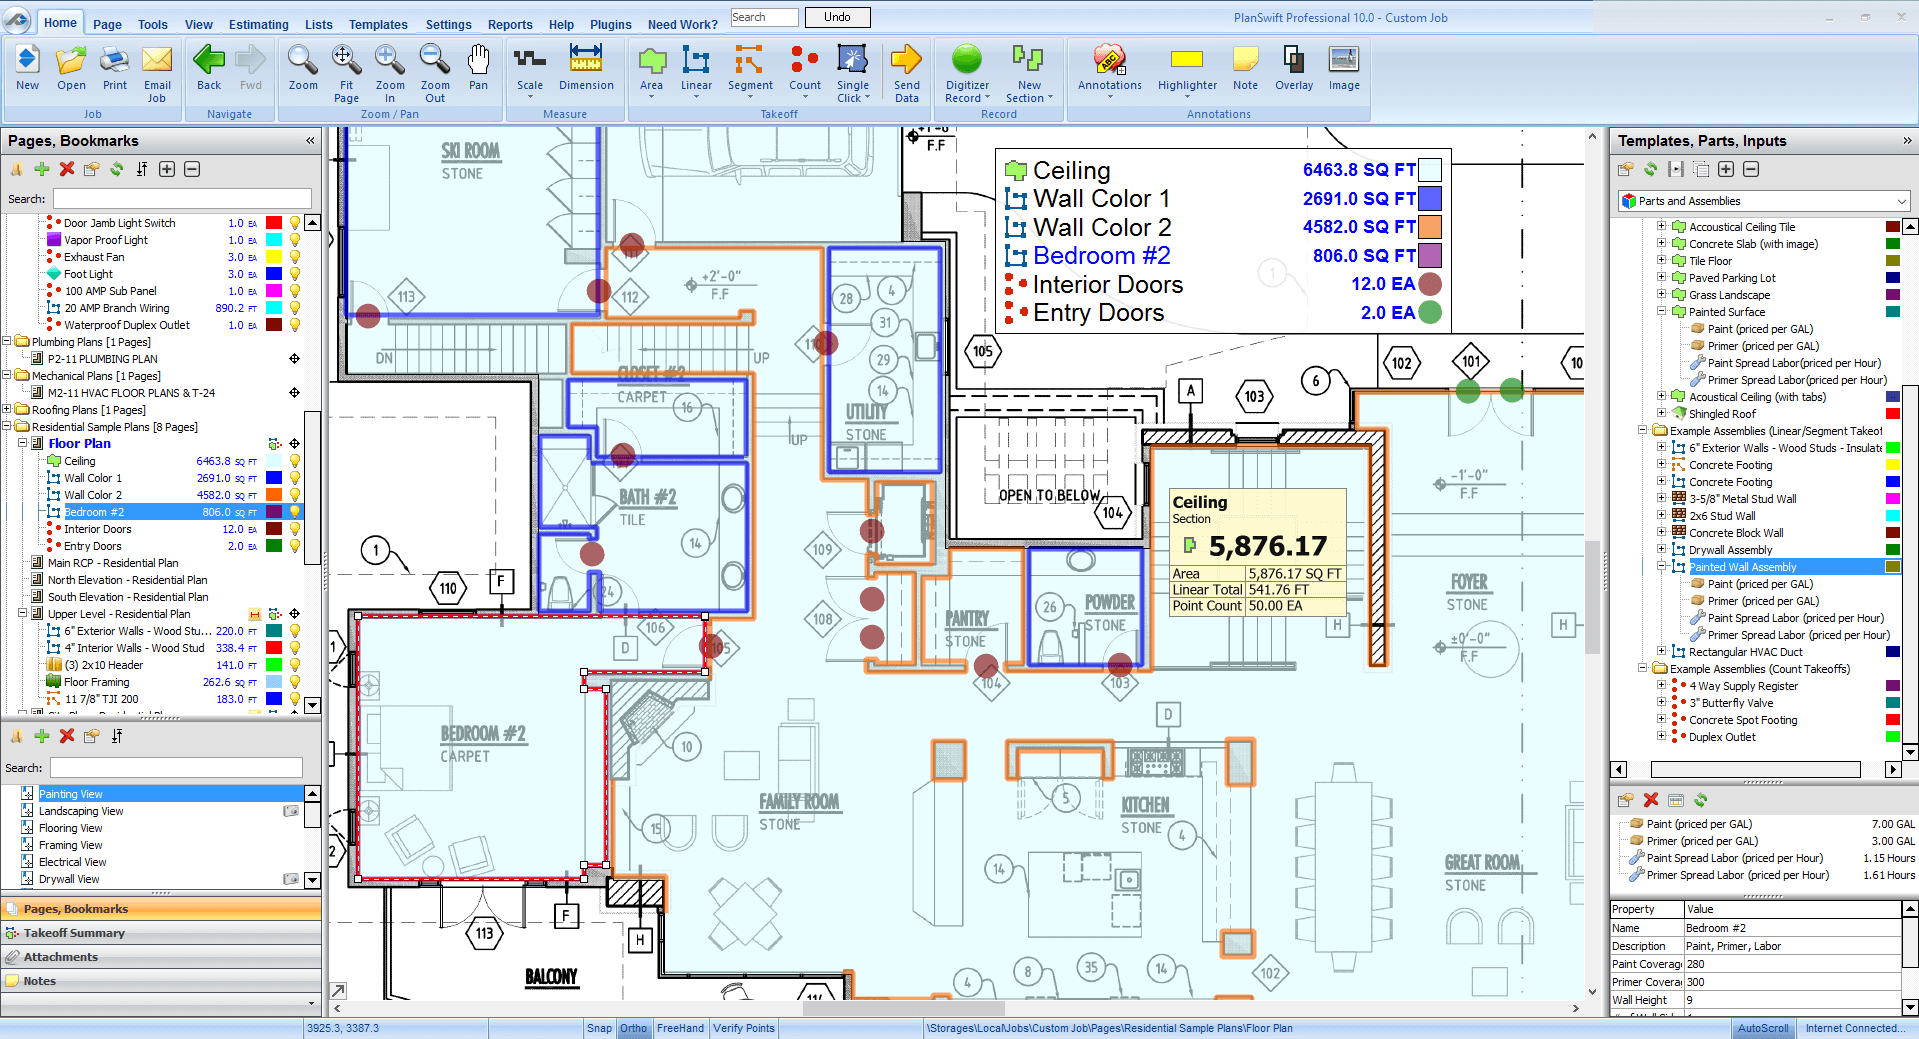 Home
Page
Tools
View
Estimating
Lists
Templates
Settings
Reports
Help
Plugins
Need Work?
Search
Undo
PlanSwift Professional 10.0 - Custom Job
New
Open
Print
Email Job
Job
Back
Fwd
Navigate
Zoom
Fit Page
Zoom In
Zoom Out
Pan
Zoom / Pan
Scale
Dimension
Measure
Area
Linear
Segment
Count
Single Click
Send Data
Takeoff
Digitizer Record
New Section
Record
Annotations
Highlighter
Note
Overlay
Image
Annotations
Pages, Bookmarks
Search:
Door Jamb Light Switch 1.0 EA
Vapor Proof Light 1.0 EA
Exhaust Fan 3.0 EA
Foot Light 3.0 EA
100 AMP Sub Panel 1.0 EA
20 AMP Branch Wiring 890.2 FT
Waterproof Duplex Outlet 1.0 EA
Plumbing Plans [1 Pages]
P2-11 PLUMBING PLAN
Mechanical Plans [1 Pages]
M2-11 HVAC FLOOR PLANS & T-24
Roofing Plans [1 Pages]
Residential Sample Plans [8 Pages]
Floor Plan
Ceiling 6463.8 SQ FT
Wall Color 1 2691.0 SQ FT
Wall Color 2 4582.0 SQ FT
Bedroom #2 806.0 SQ FT
Interior Doors 12.0 EA
Entry Doors 2.0 EA
Main RCP - Residential Plan
North Elevation - Residential Plan
South Elevation - Residential Plan
Upper Level - Residential Plan
6" Exterior Walls - Wood Stu... 220.0 FT
4" Interior Walls - Wood Stud 338.4 FT
(3) 2x10 Header 141.0 FT
Floor Framing 262.6 SQ FT
11 7/8" TJI 200 183.0 FT
Search:
Painting View
Landscaping View
Flooring View
Framing View
Electrical View
Drywall View
Pages, Bookmarks
Takeoff Summary
Attachments
Notes
SKI ROOM
STONE
+1'-0"
F.F
Ceiling 6463.8 SQ FT
Wall Color 1 2691.0 SQ FT
Wall Color 2 4582.0 SQ FT
Bedroom #2 806.0 SQ FT
Interior Doors 12.0 EA
Entry Doors 2.0 EA
1
+2'-0"
F.F
113
112
28
4
31
29
14
DN
UP
105
102
101
10
CLOSET #2
CARPET
16
UTILITY
STONE
UP
A
103
6
BATH #2
TILE
14
24
OPEN TO BELOW
104
-1'-0"
F.F
Ceiling
Section
5,876.17
Area 5,876.17 SQ FT
Linear Total 541.76 FT
Point Count 50.00 EA
1
110
F
109
108
106
D
PANTRY
STONE
26
POWDER
STONE
FOYER
STONE
H
H
±0'-0"
F.F
104
103
D
BEDROOM #2
CARPET
10
15
FAMILY ROOM
STONE
5
KITCHEN
STONE
4
14
GREAT ROOM
STONE
2
113
F
H
BALCONY
114
4
8
35
14
102
Templates, Parts, Inputs
Parts and Assemblies
Accoustical Ceiling Tile
Concrete Slab (with image)
Tile Floor
Paved Parking Lot
Grass Landscape
Painted Surface
Paint (priced per GAL)
Primer (priced per GAL)
Paint Spread Labor(priced per Hour)
Primer Spread Labor(priced per Hour)
Acoustical Ceiling (with tabs)
Shingled Roof
Example Assemblies (Linear/Segment Takeof
6" Exterior Walls - Wood Studs - Insulate
Concrete Footing
Concrete Footing
3-5/8" Metal Stud Wall
2x6 Stud Wall
Concrete Block Wall
Drywall Assembly
Painted Wall Assembly
Paint (priced per GAL)
Primer (priced per GAL)
Paint Spread Labor (priced per Hour)
Primer Spread Labor (priced per Hour)
Rectangular HVAC Duct
Example Assemblies (Count Takeoffs)
4 Way Supply Register
3" Butterfly Valve
Concrete Spot Footing
Duplex Outlet
Paint (priced per GAL) 7.00 GAL
Primer (priced per GAL) 3.00 GAL
Paint Spread Labor (priced per Hour) 1.15 Hours
Primer Spread Labor (priced per Hour) 1.61 Hours
Property Value
Name Bedroom #2
Description Paint, Primer, Labor
Paint Coverag 280
Primer Covera 300
Wall Height 9
3925.3, 3387.3
Snap
Ortho
FreeHand
Verify Points
\Storages\Local\Jobs\Custom Job\Pages\Residential Sample Plans\Floor Plan
AutoScroll
Internet Connected...